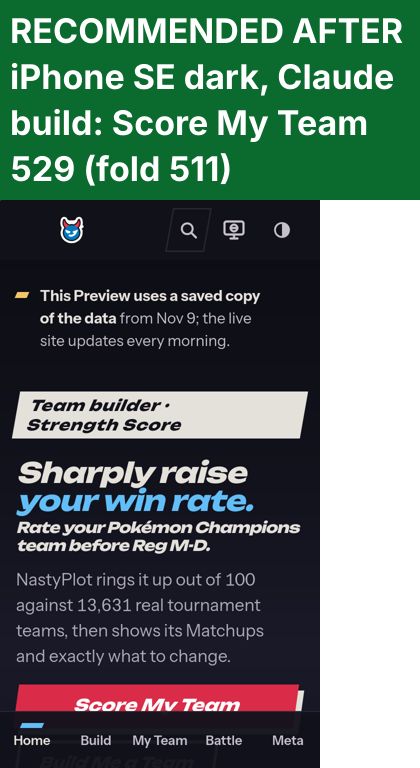 RECOMMENDED AFTER
iPhone SE dark, Claude
build: Score My Team
529 (fold 511)
This Preview uses a saved copy
of the data from Nov 9; the live
site updates every morning.
Team builder ·
Strength Score
Sharply raise
your win rate.
Rate your Pokémon Champions
team before Reg M-D.
NastyPlot rings it up out of 100
against 13,631 real tournament
teams, then shows its Matchups
and exactly what to change.
Score My Team
Home Build My Team Battle Meta
Build Me a Team